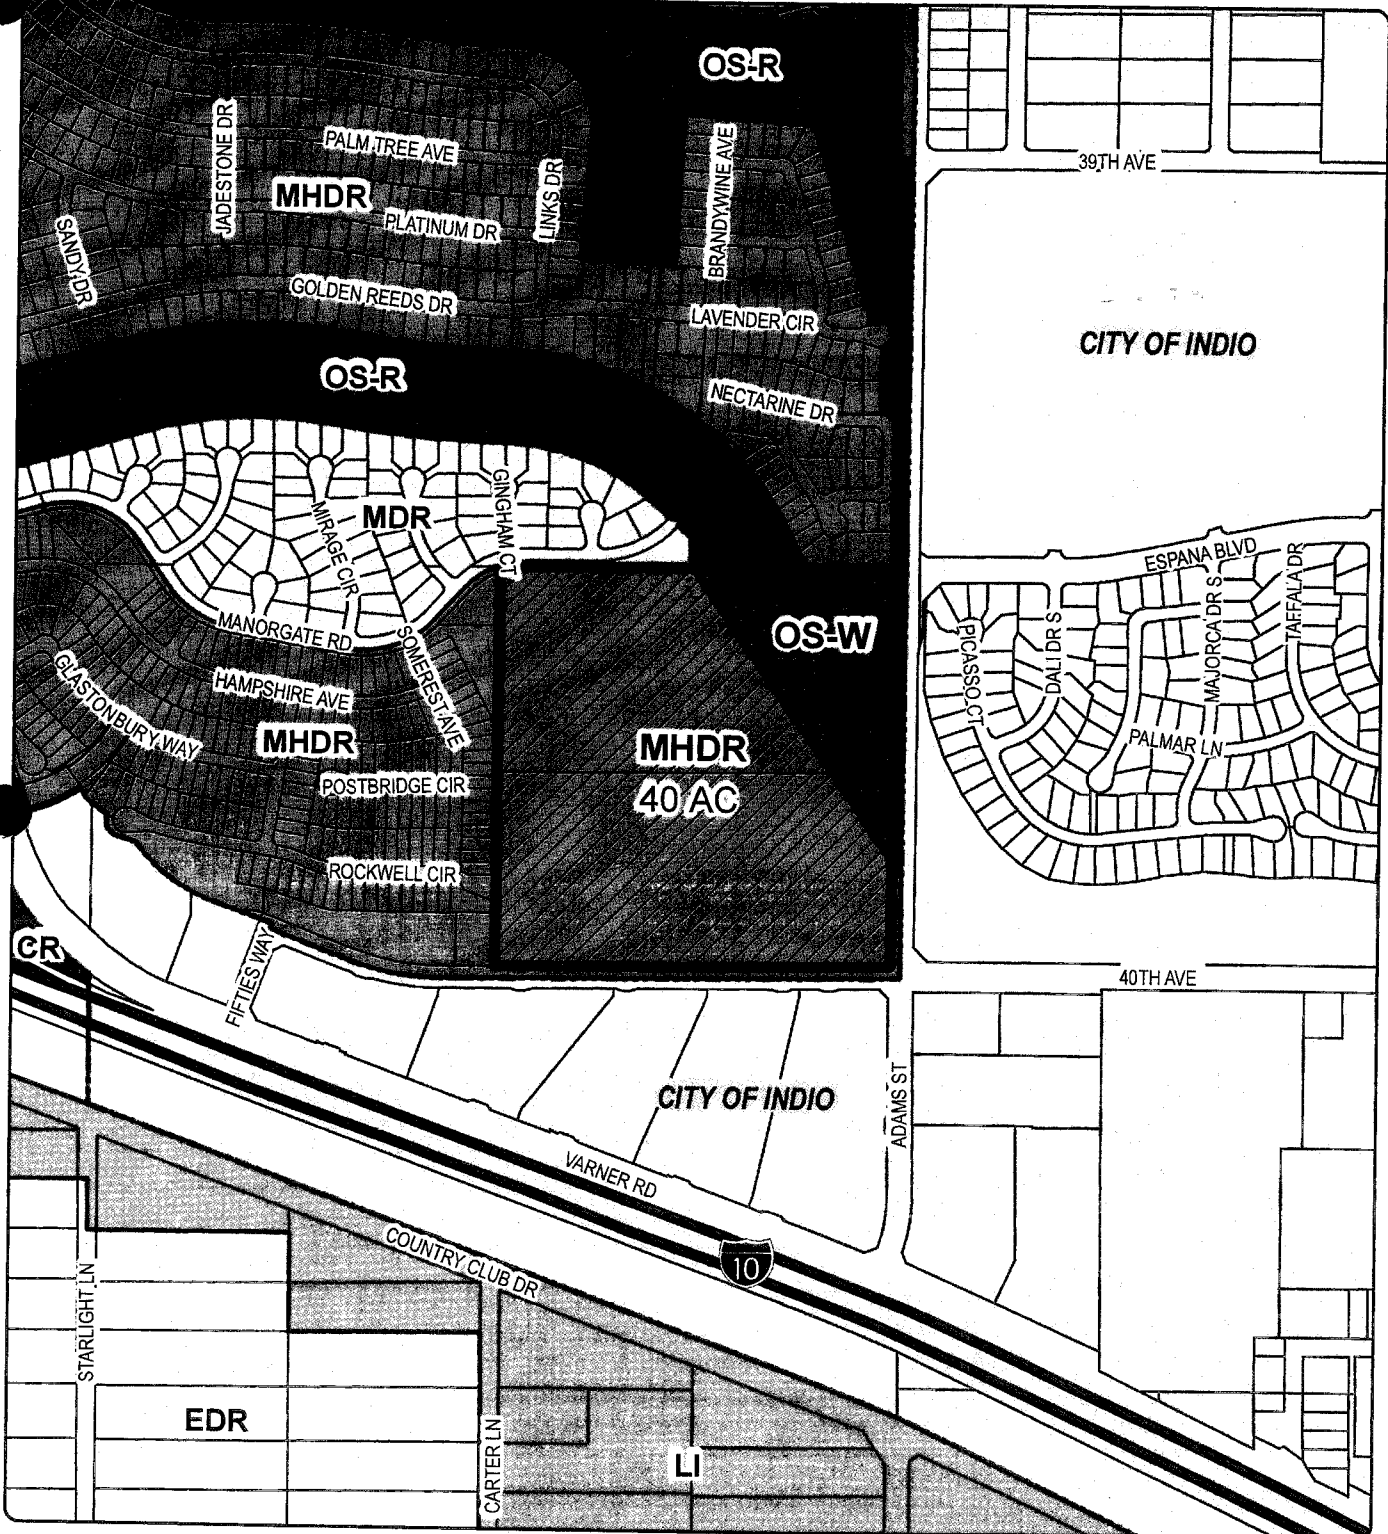 OS-R
JADESTONE DR
PALM TREE AVE
BRANDYWINE AVE
39TH AVE
MHDR
LINKS DR
PLATINUM DR
SANDY DR
GOLDEN REEDS DR
LAVENDER CIR
CITY OF INDIO
OS-R
NECTARINE DR
GINGHAM CT
MDR
MIRAGE CIR
ESPANA BLVD
TAFFALA DR
MAJORCA DR S
DALI DR S
PICASSO CT
MANORGATE RD
SOMEREST AVE
OS-W
GLASTONBURY WAY
HAMPSHIRE AVE
MHDR
MHDR
40 AC
PALMAR LN
POSTBRIDGE CIR
ROCKWELL CIR
CR
FIFTIES WAY
40TH AVE
CITY OF INDIO
ADAMS ST
VARNER RD
COUNTRY CLUB DR
10
STARLIGHT LN
EDR
CARTER LN
LI